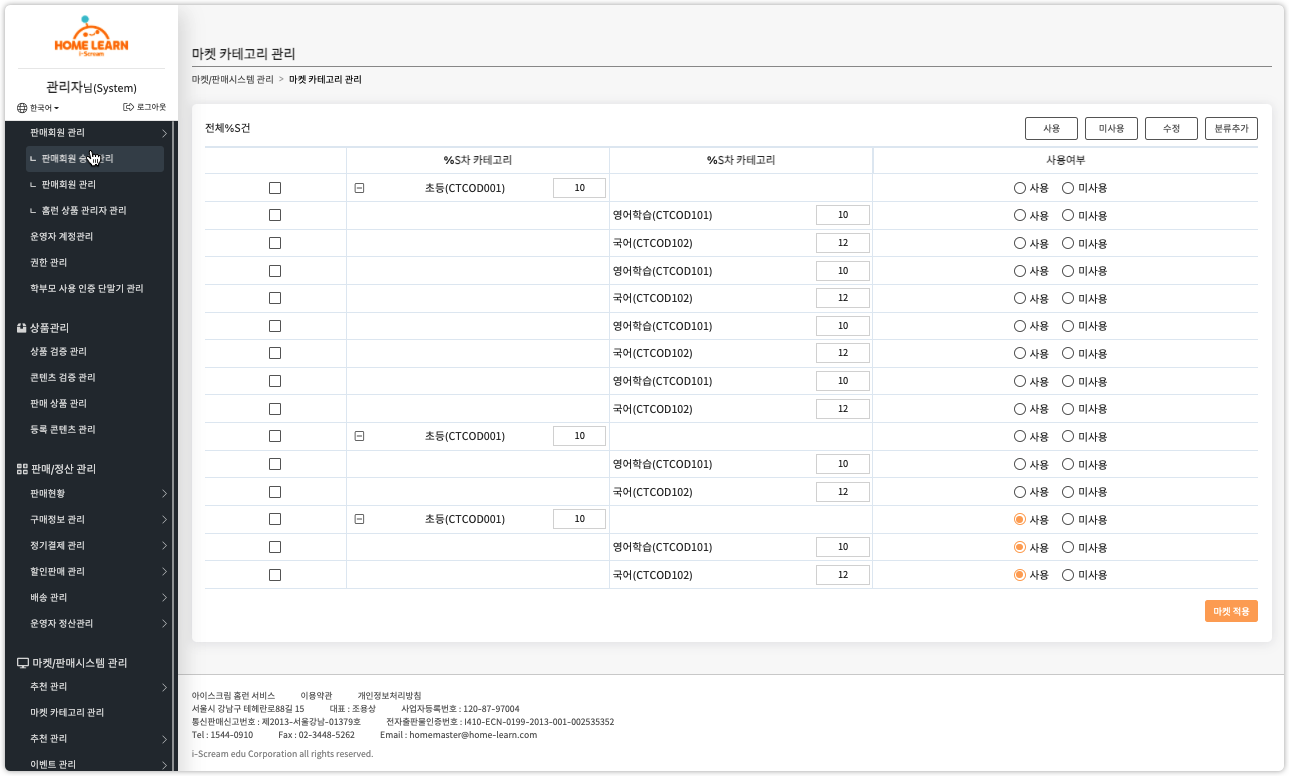 HOME LEARN
i-Scream
관리자님(System)
한국어
로그아웃
판매회원 관리
ㄴ 판매회원 승 관리
ㄴ 판매회원 관리
ㄴ 홈런 상품 관리자 관리
운영자 계정관리
권한 관리
학부모 사용 인증 단말기 관리
상품관리
상품 검증 관리
콘텐츠 검증 관리
판매 상품 관리
등록 콘텐츠 관리
판매/정산 관리
판매현황
구매정보 관리
정기결제 관리
할인판매 관리
배송 관리
운영자 정산관리
마켓/판매시스템 관리
추천 관리
마켓 카테고리 관리
추천 관리
이벤트 관리
마켓 카테고리 관리
마켓/판매시스템 관리 > 마켓 카테고리 관리
전체%S건
사용 미사용 수정 분류추가
%S차 카테고리 %S차 카테고리 사용여부
초등(CTCOD001) 10 사용 미사용
영어학습(CTCOD101) 10 사용 미사용
국어(CTCOD102) 12 사용 미사용
영어학습(CTCOD101) 10 사용 미사용
국어(CTCOD102) 12 사용 미사용
영어학습(CTCOD101) 10 사용 미사용
국어(CTCOD102) 12 사용 미사용
영어학습(CTCOD101) 10 사용 미사용
국어(CTCOD102) 12 사용 미사용
초등(CTCOD001) 10 사용 미사용
영어학습(CTCOD101) 10 사용 미사용
국어(CTCOD102) 12 사용 미사용
초등(CTCOD001) 10 사용 미사용
영어학습(CTCOD101) 10 사용 미사용
국어(CTCOD102) 12 사용 미사용
마켓 적용
아이스크림 홈런 서비스 이용약관 개인정보처리방침
서울시 강남구 테헤란로88길 15 대표 : 조용상 사업자등록번호 : 120-87-97004
통신판매신고번호 : 제2013-서울강남-01379호 전자출판물인증번호 : I410-ECN-0199-2013-001-002535352
Tel : 1544-0910 Fax : 02-3448-5262 Email : homemaster@home-learn.com
i-Scream edu Corporation all rights reserved.